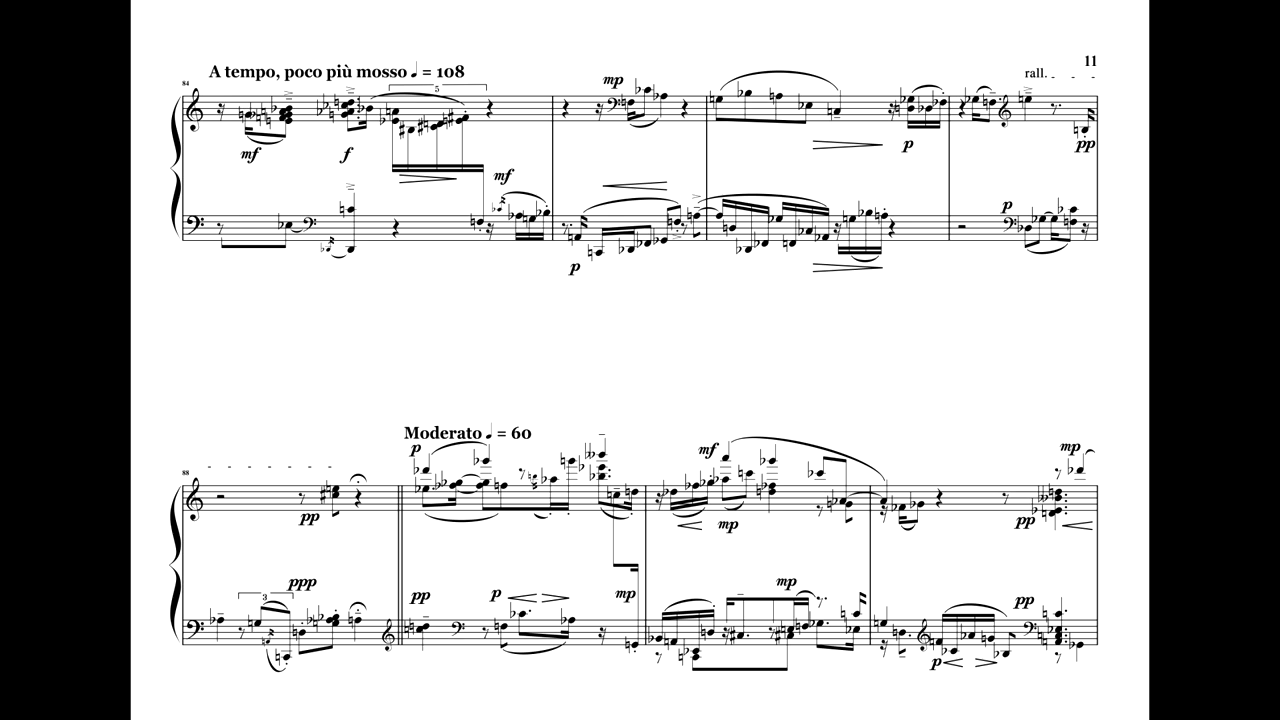 11
A tempo, poco più mosso ♩ = 108
rall.
84
mp
5
mf
f
mf
p
pp
p
p
Moderato ♩ = 60
88
p
mf
mp
pp
mp
pp
3
ppp
pp
p
mp
mp
pp
p